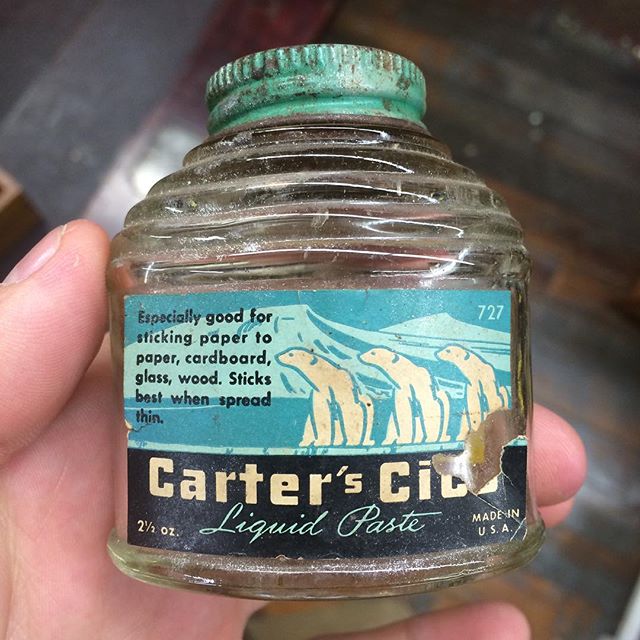 Especially good for
sticking paper to
paper, cardboard,
glass, wood. Sticks
best when spread
thin.
727
Carter's Cico
Liquid Paste
2½ oz.
MADE IN
U.S.A.